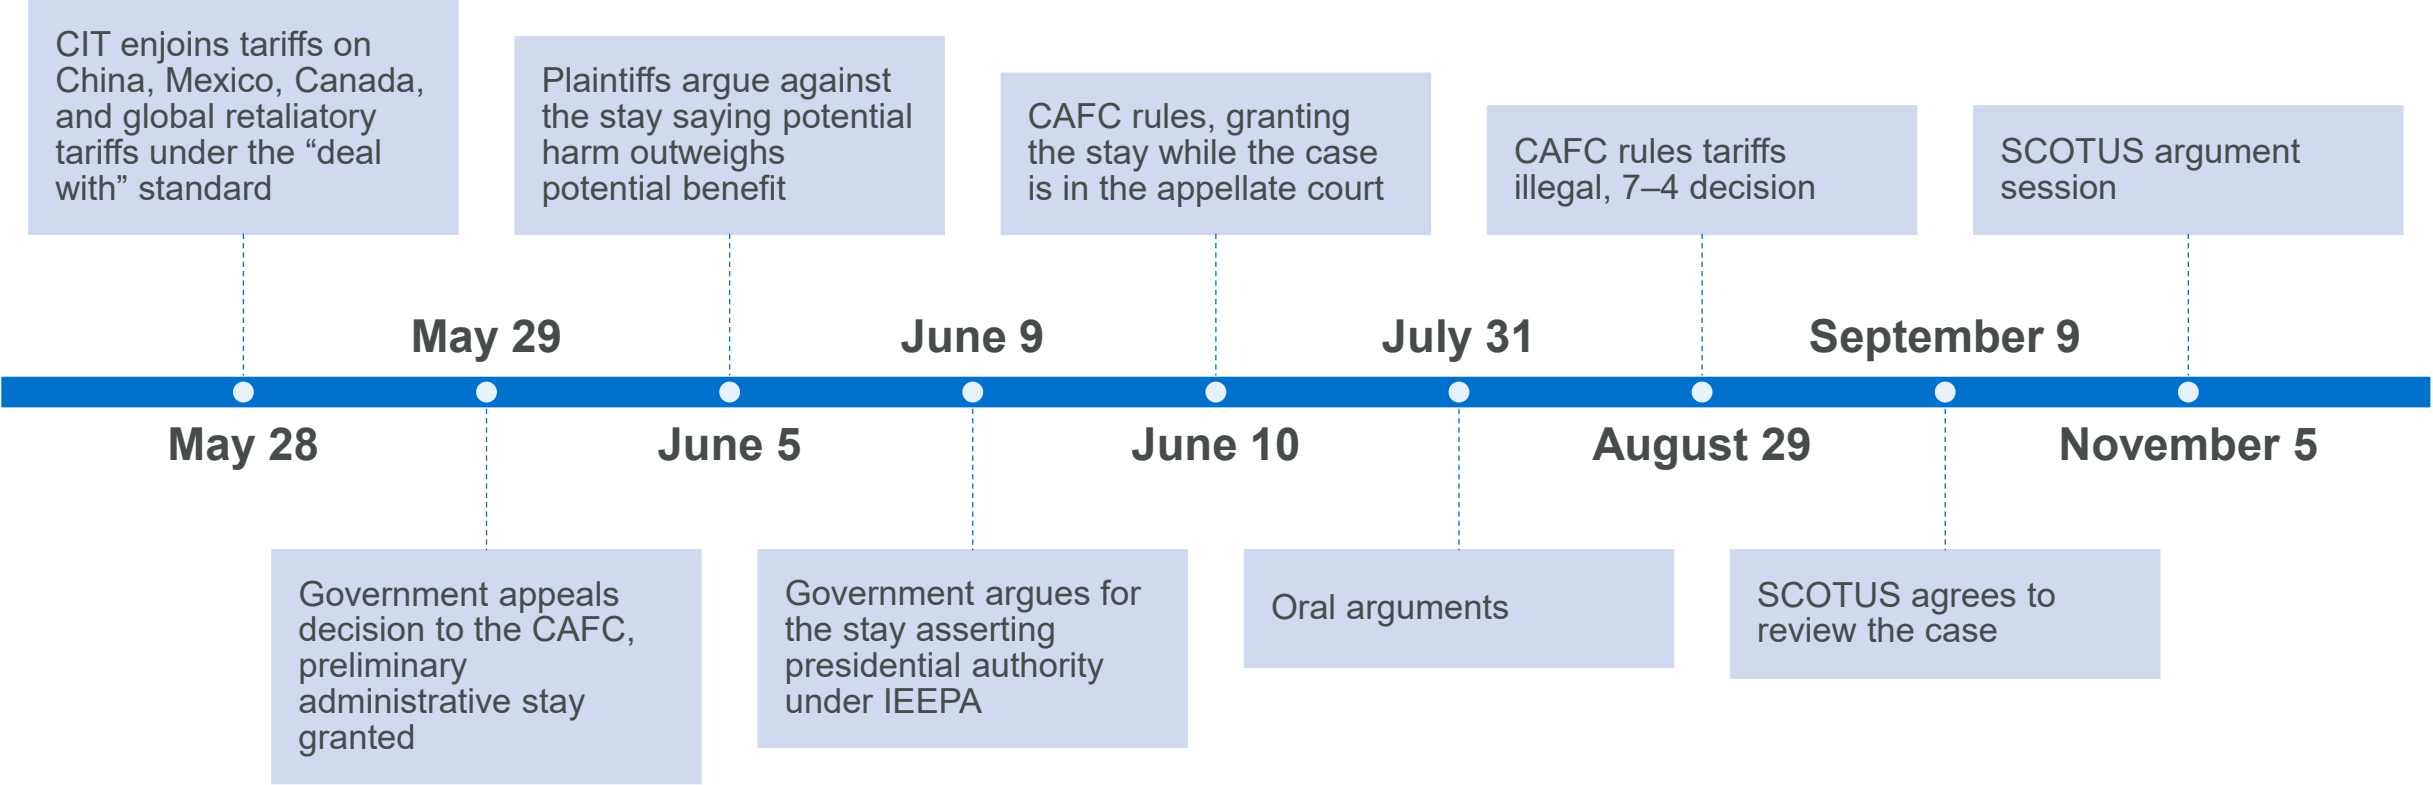 CIT enjoins tariffs on
China, Mexico, Canada,
and global retaliatory
tariffs under the “deal
with” standard
May 28
May 29
Government appeals
decision to the CAFC,
preliminary
administrative stay
granted
Plaintiffs argue against
the stay saying potential
harm outweighs
potential benefit
June 5
June 9
Government argues for
the stay asserting
presidential authority
under IEEPA
CAFC rules, granting
the stay while the case
is in the appellate court
June 10
July 31
Oral arguments
CAFC rules tariffs
illegal, 7–4 decision
August 29
September 9
SCOTUS agrees to
review the case
SCOTUS argument
session
November 5